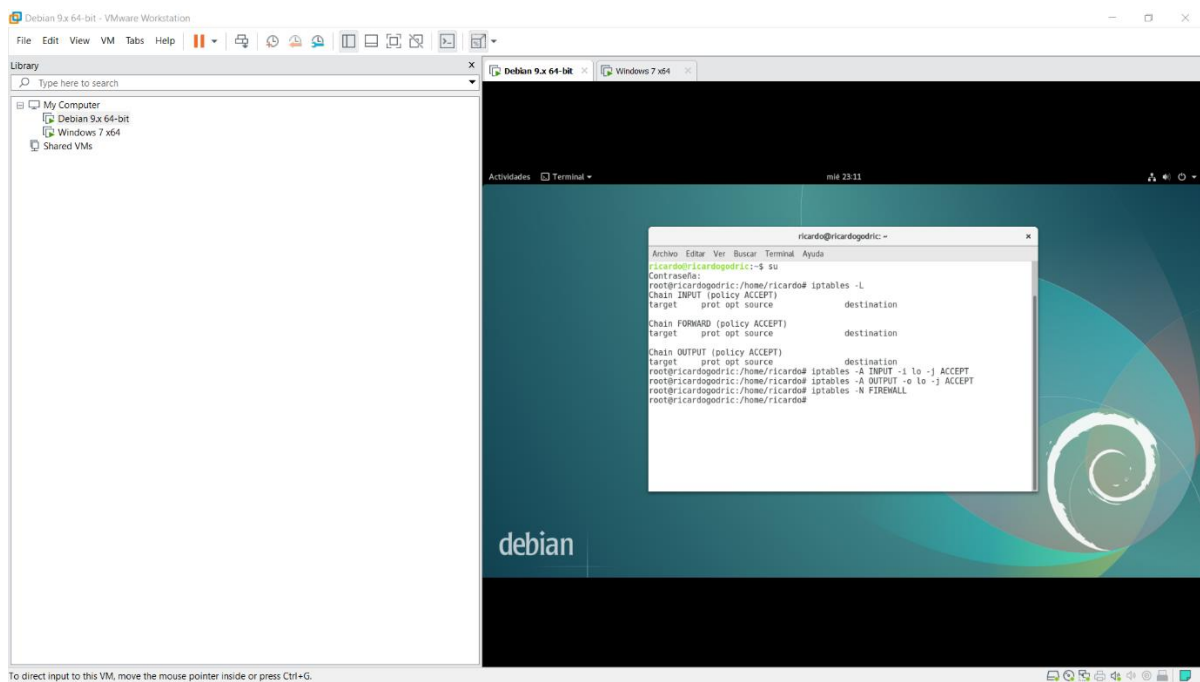 Debian 9.x 64-bit - VMware Workstation
File Edit View VM Tabs Help
Library x
Type here to search
My Computer
Debian 9.x 64-bit
Windows 7 x64
Shared VMs
Debian 9.x 64-bit Windows 7 x64
Actividades Terminal mié 23:11
ricardo@ricardogodric: ~
Archivo Editar Ver Buscar Terminal Ayuda
ricardo@ricardogodric:~$ su
Contraseña:
root@ricardogodric:/home/ricardo# iptables -L
Chain INPUT (policy ACCEPT)
target prot opt source destination
Chain FORWARD (policy ACCEPT)
target prot opt source destination
Chain OUTPUT (policy ACCEPT)
target prot opt source destination
root@ricardogodric:/home/ricardo# iptables -A INPUT -i lo -j ACCEPT
root@ricardogodric:/home/ricardo# iptables -A OUTPUT -o lo -j ACCEPT
root@ricardogodric:/home/ricardo# iptables -N FIREWALL
root@ricardogodric:/home/ricardo#
debian
To direct input to this VM, move the mouse pointer inside or press Ctrl+G.